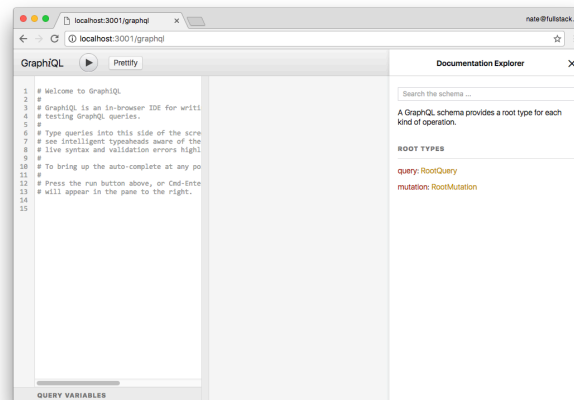 localhost:3001/graphql
nate@fullstack.
localhost:3001/graphql
GraphiQL
Prettify
Documentation Explorer
1 # Welcome to GraphiQL
2 #
3 # GraphiQL is an in-browser IDE for writi
4 # testing GraphQL queries.
5 #
6 # Type queries into this side of the scre
7 # see intelligent typeaheads aware of the
8 # live syntax and validation errors highl
9 #
10 # To bring up the auto-complete at any po
11 #
12 # Press the run button above, or Cmd-Ente
13 # will appear in the pane to the right.
14
15
QUERY VARIABLES
Search the schema ...
A GraphQL schema provides a root type for each
kind of operation.
ROOT TYPES
query: RootQuery
mutation: RootMutation